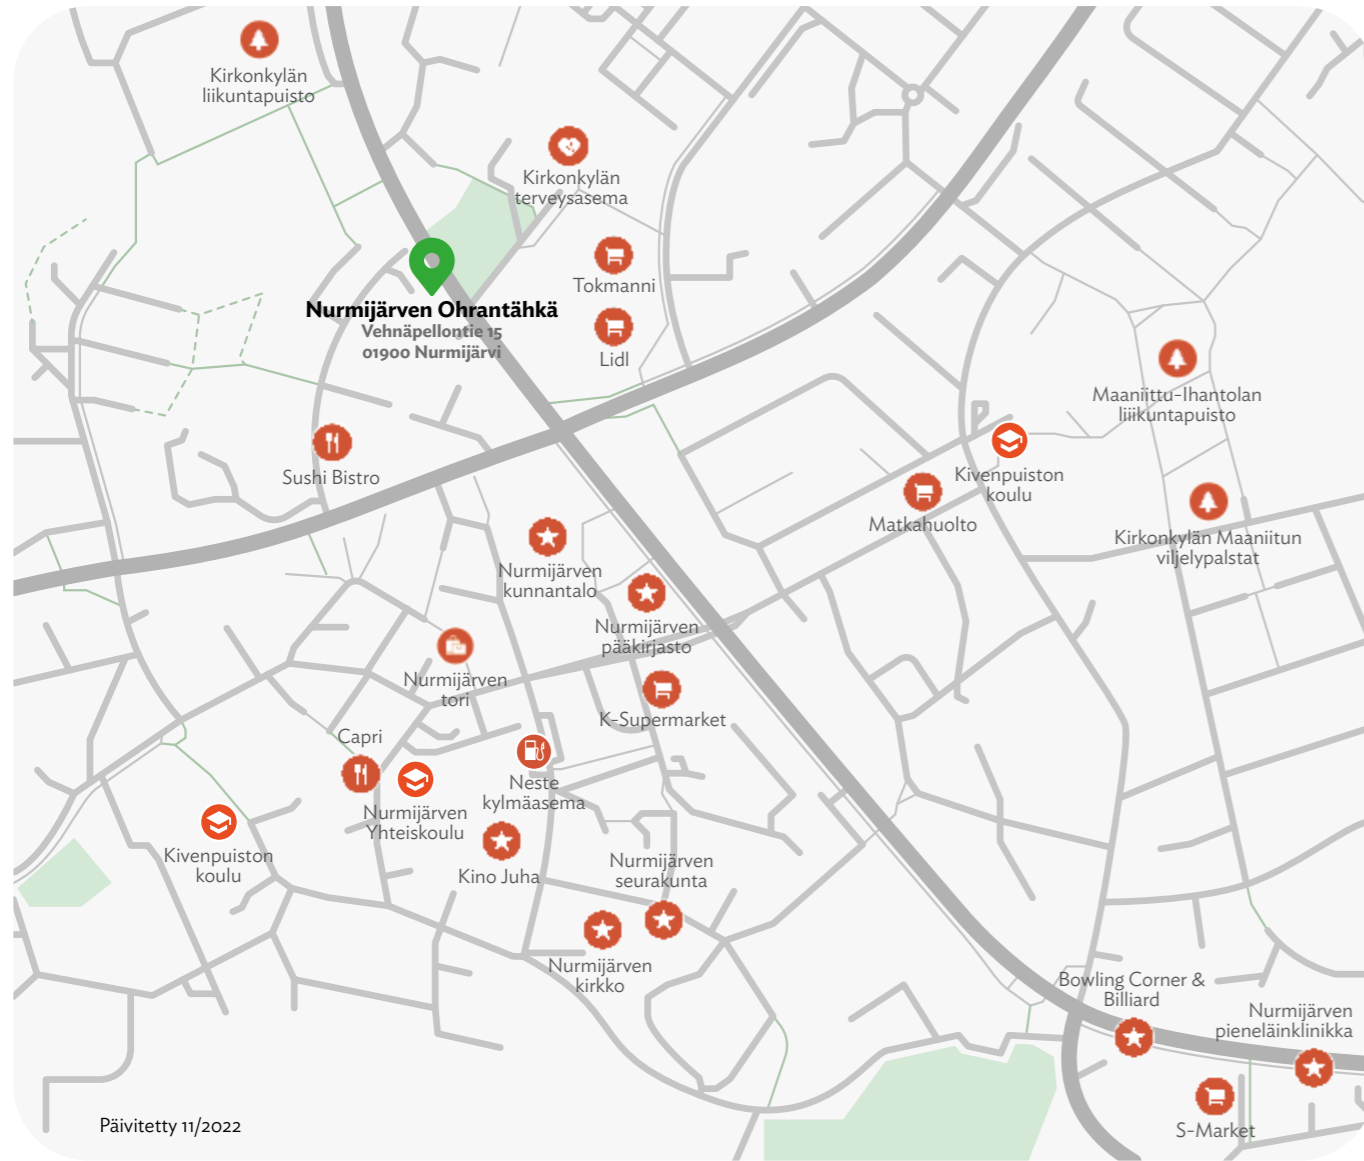 Kirkonkylän
liikuntapuisto
Kirkonkylän
terveysasema
Tokmanni
Nurmijärven Ohrantähkä
Vehnäpellontie 15
01900 Nurmijärvi
Lidl
Maaniittu-Ihantolan
liiikuntapuisto
Sushi Bistro
Kivenpuiston
koulu
Matkahuolto
Kirkonkylän Maaniitun
viljelypalstat
Nurmijärven
kunnantalo
Nurmijärven
pääkirjasto
Nurmijärven
tori
K-Supermarket
Capri
Neste
kylmäasema
Nurmijärven
Yhteiskoulu
Kivenpuiston
koulu
Kino Juha
Nurmijärven
seurakunta
Nurmijärven
kirkko
Bowling Corner &
Billiard
Nurmijärven
pieneläinklinikka
S-Market
Päivitetty 11/2022